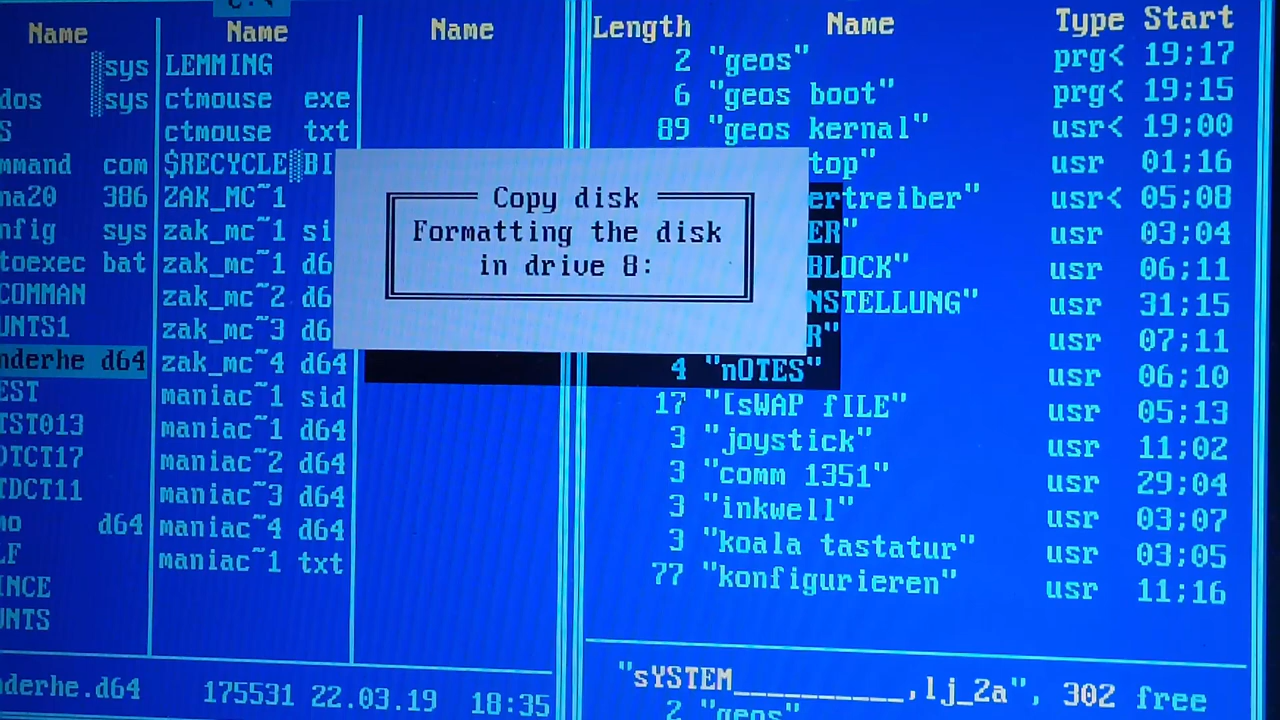 C:\
Name Name Name Length Name Type Start
sys LEMMING 2 "geos" prg< 19;17
dos sys ctmouse exe 6 "geos boot" prg< 19;15
S ctmouse txt 89 "geos kernal" usr< 19;00
mmand com $RECYCLE BI top" usr 01;16
ma20 386 ZAK_MC~1 ertreiber" usr< 05;08
nfig sys zak_mc~1 si ER" usr 03;04
toexec bat zak_mc~1 d6 BLOCK" usr 06;11
COMMAN zak_mc~2 d6 NSTELLUNG" usr 31;15
UNTS1 zak_mc~3 d6 R" usr 07;11
nderhe d64 zak_mc~4 d64 4 "nOTES" usr 06;10
EST maniac~1 sid 17 "[sWAP fILE" usr 05;13
TST013 maniac~1 d64 3 "joystick" usr 11;02
OTCT17 maniac~2 d64 3 "comm 1351" usr 29;04
TDCT11 maniac~3 d64 3 "inkwell" usr 03;07
mo d64 maniac~4 d64 3 "koala tastatur" usr 03;05
LF maniac~1 txt 77 "konfigurieren" usr 11;16
INCE
UNTS
Copy disk
Formatting the disk
in drive 8:
nderhe.d64 175531 22.03.19 18:35 "sYSTEM__________,lj_2a", 302 free
2 "geos"